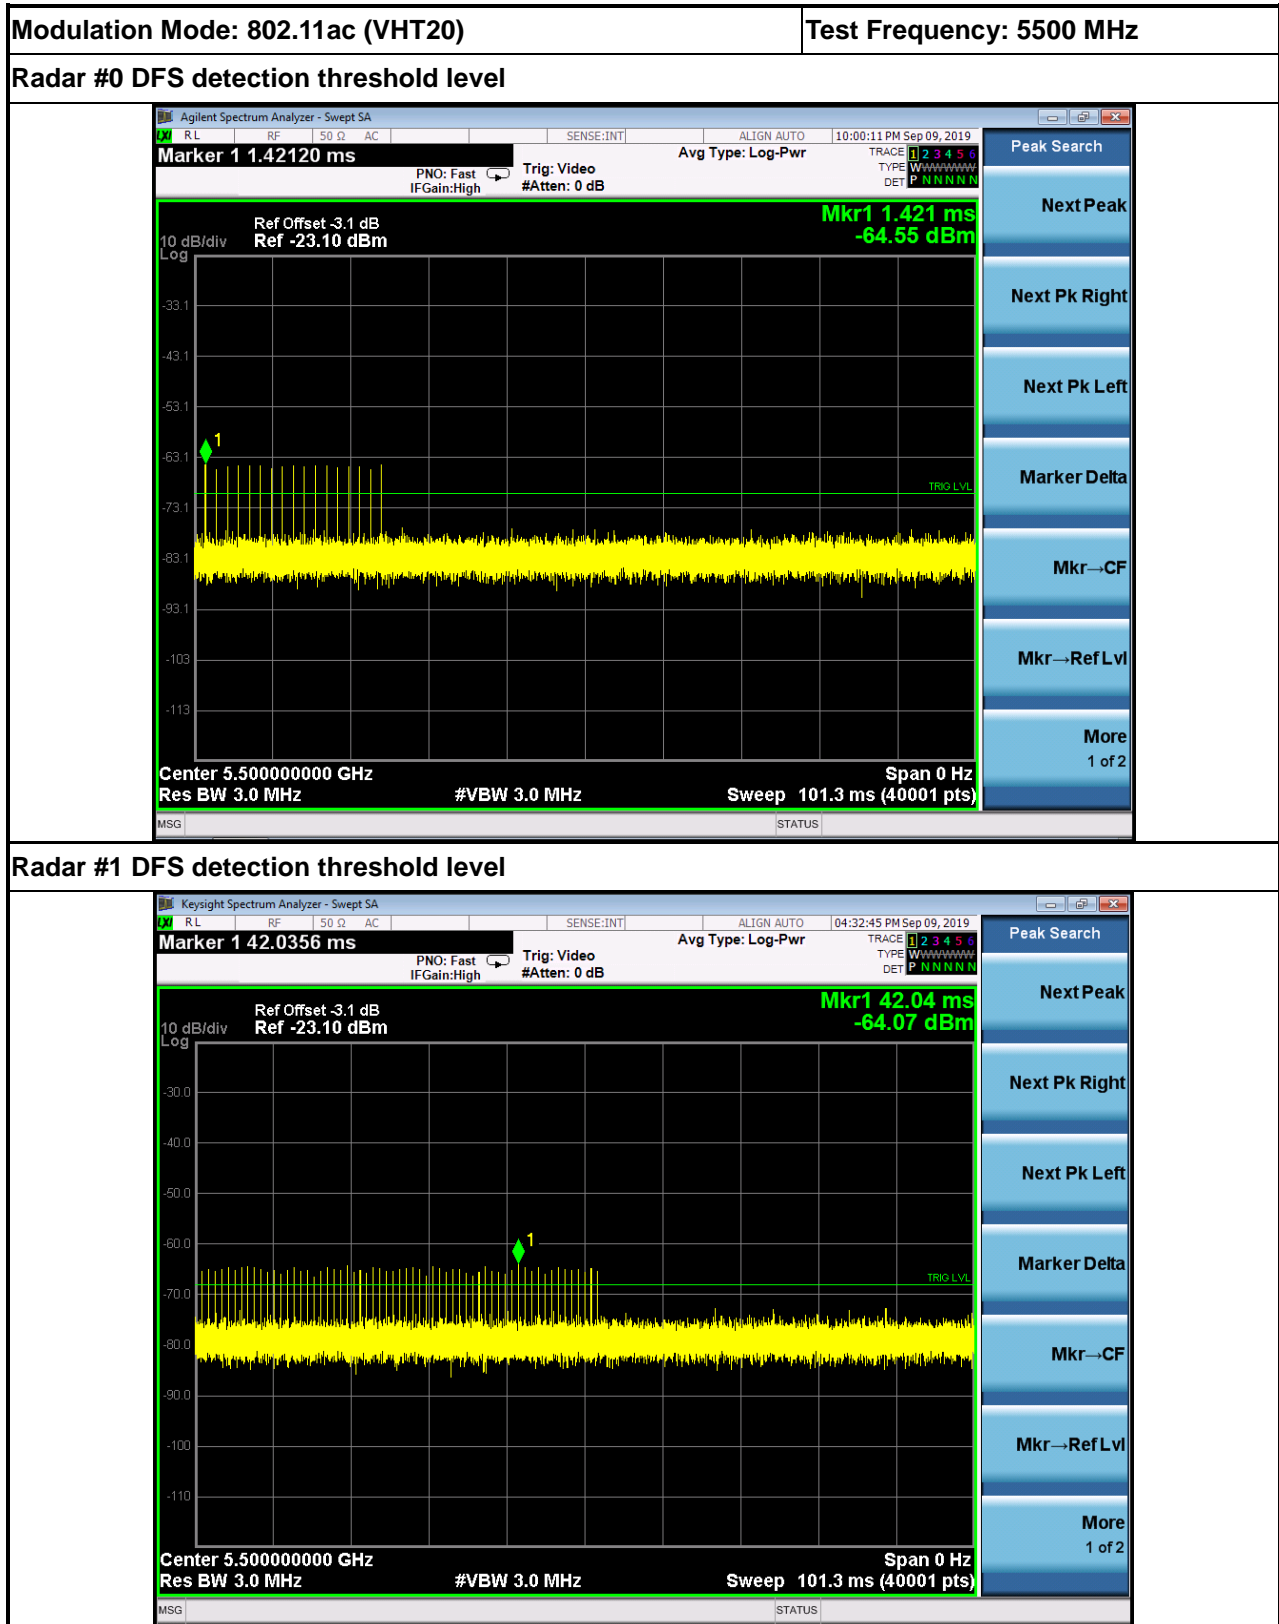 Modulation Mode: 802.11ac (VHT20) Test Frequency: 5500 MHz
Radar #0 DFS detection threshold level
Agilent Spectrum Analyzer - Swept SA
LXI RL RF 50 Ω AC SENSE:INT ALIGN AUTO 10:00:11 PM Sep 09, 2019
Marker 1 1.42120 ms Avg Type: Log-Pwr TRACE 1 2 3 4 5 6
PNO: Fast Trig: Video TYPE WWWWWW
IFGain:High #Atten: 0 dB DET P N N N N N
Peak Search
Mkr1 1.421 ms
Ref Offset -3.1 dB
10 dB/div Ref -23.10 dBm -64.55 dBm
Log
-33.1
-43.1
-53.1
1
-63.1
TRIG LVL
-73.1
-83.1
-93.1
-103
-113
Center 5.500000000 GHz Span 0 Hz
Res BW 3.0 MHz #VBW 3.0 MHz Sweep 101.3 ms (40001 pts)
MSG STATUS
Next Peak
Next Pk Right
Next Pk Left
Marker Delta
Mkr→CF
Mkr→Ref Lvl
More
1 of 2
Radar #1 DFS detection threshold level
Keysight Spectrum Analyzer - Swept SA
LXI RL RF 50 Ω AC SENSE:INT ALIGN AUTO 04:32:45 PM Sep 09, 2019
Marker 1 42.0356 ms Avg Type: Log-Pwr TRACE 1 2 3 4 5 6
PNO: Fast Trig: Video TYPE WWWWWW
IFGain:High #Atten: 0 dB DET P N N N N N
Peak Search
Mkr1 42.04 ms
Ref Offset -3.1 dB
10 dB/div Ref -23.10 dBm -64.07 dBm
Log
-30.0
-40.0
-50.0
-60.0
1
TRIG LVL
-70.0
-80.0
-90.0
-100
-110
Center 5.500000000 GHz Span 0 Hz
Res BW 3.0 MHz #VBW 3.0 MHz Sweep 101.3 ms (40001 pts)
MSG STATUS
Next Peak
Next Pk Right
Next Pk Left
Marker Delta
Mkr→CF
Mkr→Ref Lvl
More
1 of 2